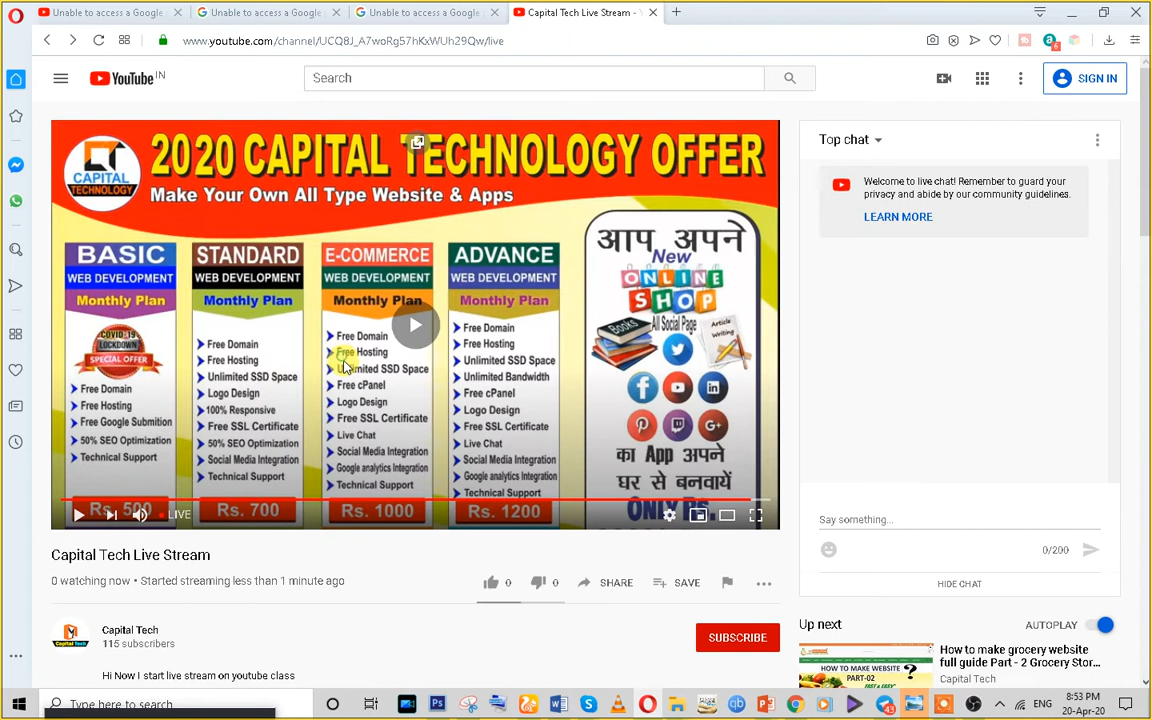 Unable to access a Google
Unable to access a Google
Unable to access a Google
Capital Tech Live Stream -
www.youtube.com/channel/UCQ8J_A7woRg57hKxWUh29Qw/live
6
YouTube IN
Search
SIGN IN
2020 CAPITAL TECHNOLOGY OFFER
Make Your Own All Type Website & Apps
CAPITAL
TECHNOLOGY
BASIC
WEB DEVELOPMENT
Monthly Plan
COVID-19
LOCKDOWN
SPECIAL OFFER
Free Domain
Free Hosting
Free Google Submition
50% SEO Optimization
Technical Support
Rs. 500
STANDARD
WEB DEVELOPMENT
Monthly Plan
Free Domain
Free Hosting
Unlimited SSD Space
Logo Design
100% Responsive
Free SSL Certificate
50% SEO Optimization
Social Media Integration
Technical Support
Rs. 700
E-COMMERCE
WEB DEVELOPMENT
Monthly Plan
Free Domain
Free Hosting
Unlimited SSD Space
Free cPanel
Logo Design
Free SSL Certificate
Live Chat
Social Media Integration
Google analytics Integration
Technical Support
Rs. 1000
ADVANCE
WEB DEVELOPMENT
Monthly Plan
Free Domain
Free Hosting
Unlimited SSD Space
Unlimited Bandwidth
Free cPanel
Logo Design
Free SSL Certificate
Live Chat
Social Media Integration
Google analytics Integration
Technical Support
Rs. 1200
आप अपने
New
ONLINE
SHOP
All Social Page
Books
Article
Writing
का App अपने
घर से बनवायें
ONLY Rs.
LIVE
Capital Tech Live Stream
0 watching now • Started streaming less than 1 minute ago
0
0
SHARE
SAVE
Capital Tech
115 subscribers
SUBSCRIBE
Hi Now I start live stream on youtube class
Top chat
Welcome to live chat! Remember to guard your
privacy and abide by our community guidelines.
LEARN MORE
Say something...
0/200
HIDE CHAT
Up next
AUTOPLAY
HOW TO MAKE WEBSITE
PART-02
How to make grocery website
full guide Part - 2 Grocery Stor...
Capital Tech
Type here to search
43
ENG
8:53 PM
20-Apr-20